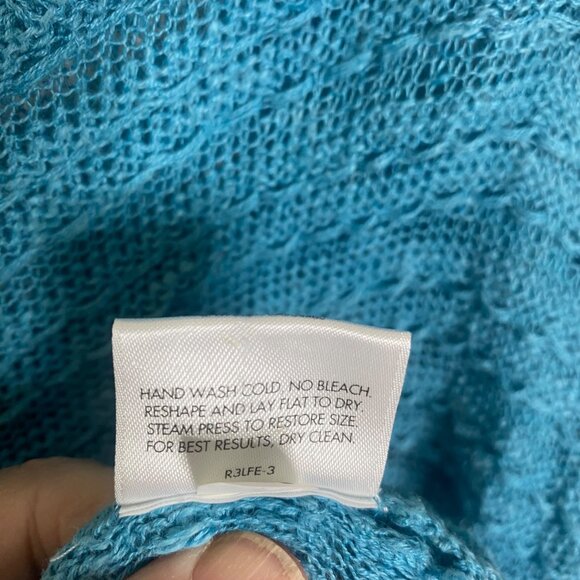 HAND WASH COLD. NO BLEACH.
RESHAPE AND LAY FLAT TO DRY.
STEAM PRESS TO RESTORE SIZE.
FOR BEST RESULTS, DRY CLEAN.
R3LFE-3